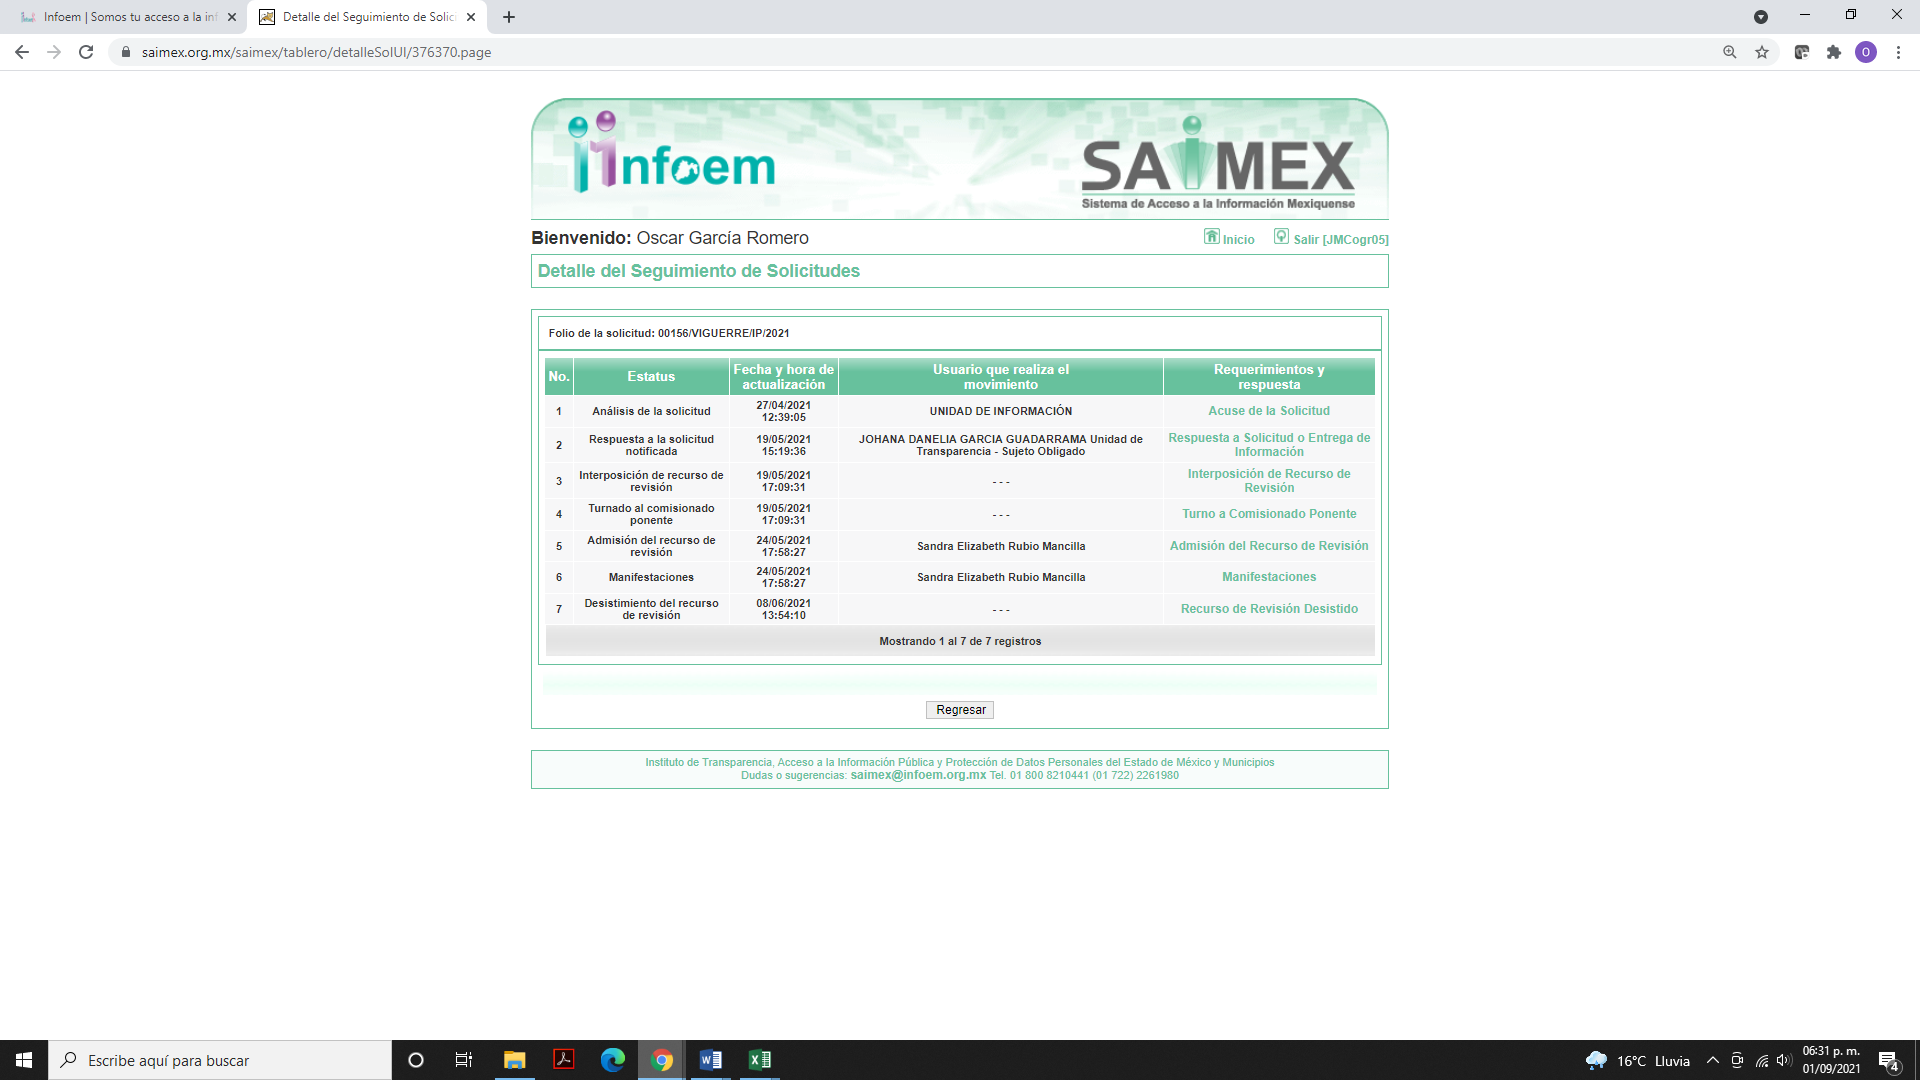 Infoem | Somos tu acceso a la inf
Detalle del Seguimiento de Solici
saimex.org.mx/saimex/tablero/detalleSolUI/376370.page
O
infoem
SAIMEX
Sistema de Acceso a la Información Mexiquense
Bienvenido: Oscar García Romero
Inicio
Salir [JMCogr05]
Detalle del Seguimiento de Solicitudes
Folio de la solicitud: 00156/VIGUERRE/IP/2021
No. Estatus Fecha y hora de actualización Usuario que realiza el movimiento Requerimientos y respuesta
1 Análisis de la solicitud 27/04/2021 12:39:05 UNIDAD DE INFORMACIÓN Acuse de la Solicitud
2 Respuesta a la solicitud notificada 19/05/2021 15:19:36 JOHANA DANELIA GARCIA GUADARRAMA Unidad de Transparencia - Sujeto Obligado Respuesta a Solicitud o Entrega de Información
3 Interposición de recurso de revisión 19/05/2021 17:09:31 - - - Interposición de Recurso de Revisión
4 Turnado al comisionado ponente 19/05/2021 17:09:31 - - - Turno a Comisionado Ponente
5 Admisión del recurso de revisión 24/05/2021 17:58:27 Sandra Elizabeth Rubio Mancilla Admisión del Recurso de Revisión
6 Manifestaciones 24/05/2021 17:58:27 Sandra Elizabeth Rubio Mancilla Manifestaciones
7 Desistimiento del recurso de revisión 08/06/2021 13:54:10 - - - Recurso de Revisión Desistido
Mostrando 1 al 7 de 7 registros
Regresar
Instituto de Transparencia, Acceso a la Información Pública y Protección de Datos Personales del Estado de México y Municipios
Dudas o sugerencias: saimex@infoem.org.mx Tel. 01 800 8210441 (01 722) 2261980
Escribe aquí para buscar
16°C Lluvia
06:31 p. m.
01/09/2021
4